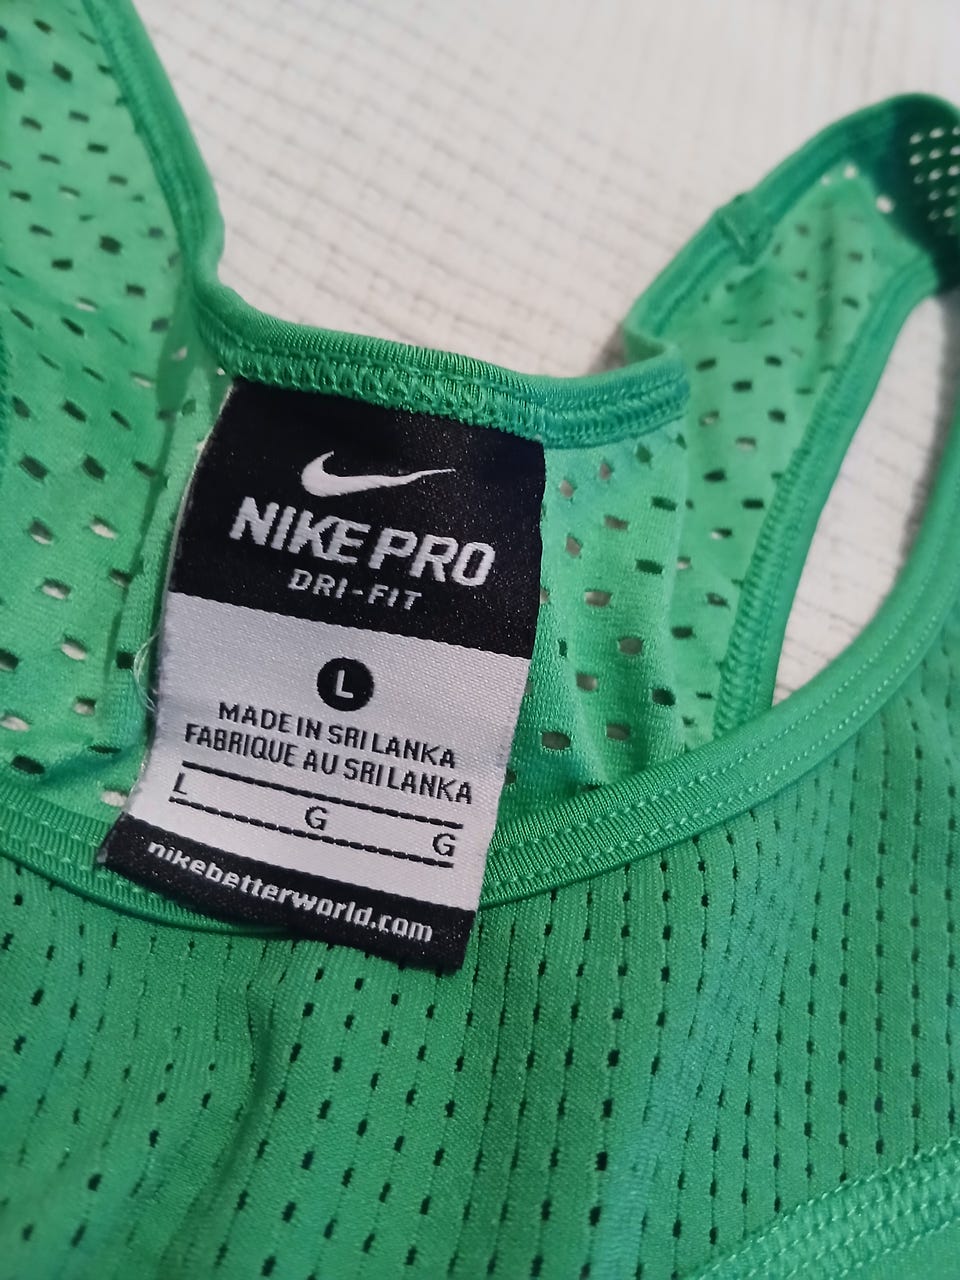 NIKE PRO
DRI-FIT
L
MADE IN SRI LANKA
FABRIQUE AU SRI LANKA
L G G
nikebetterworld.com